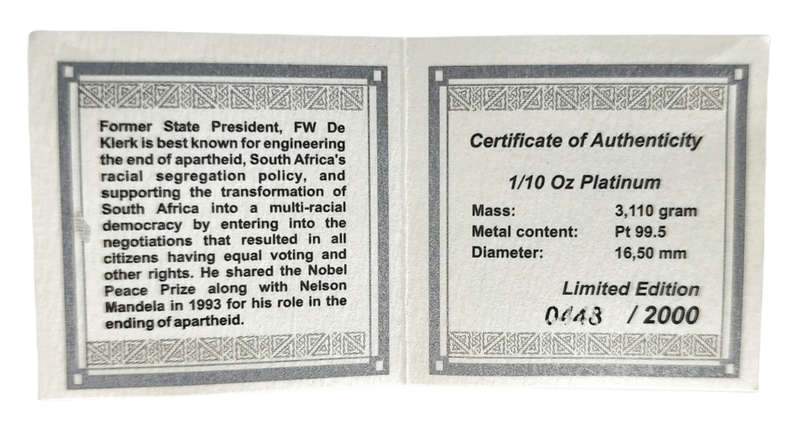 Former State President, FW De
Klerk is best known for engineering
the end of apartheid, South Africa's
racial segregation policy, and
supporting the transformation of
South Africa into a multi-racial
democracy by entering into the
negotiations that resulted in all
citizens having equal voting and
other rights. He shared the Nobel
Peace Prize along with Nelson
Mandela in 1993 for his role in the
ending of apartheid.
Certificate of Authenticity
1/10 Oz Platinum
Mass: 3,110 gram
Metal content: Pt 99.5
Diameter: 16,50 mm
Limited Edition
0448 / 2000